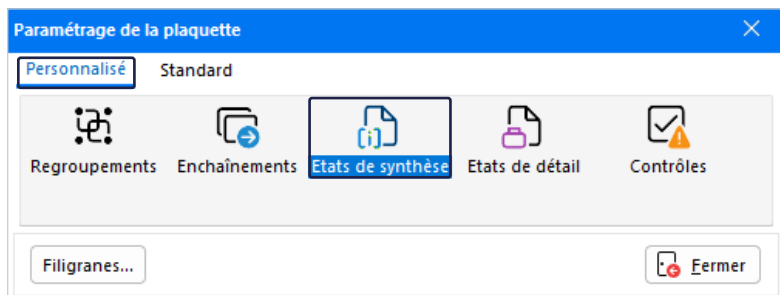 Paramétrage de la plaquette
Personnalisé Standard
Regroupements Enchaînements Etats de synthèse Etats de détail Contrôles
Filigranes... Fermer